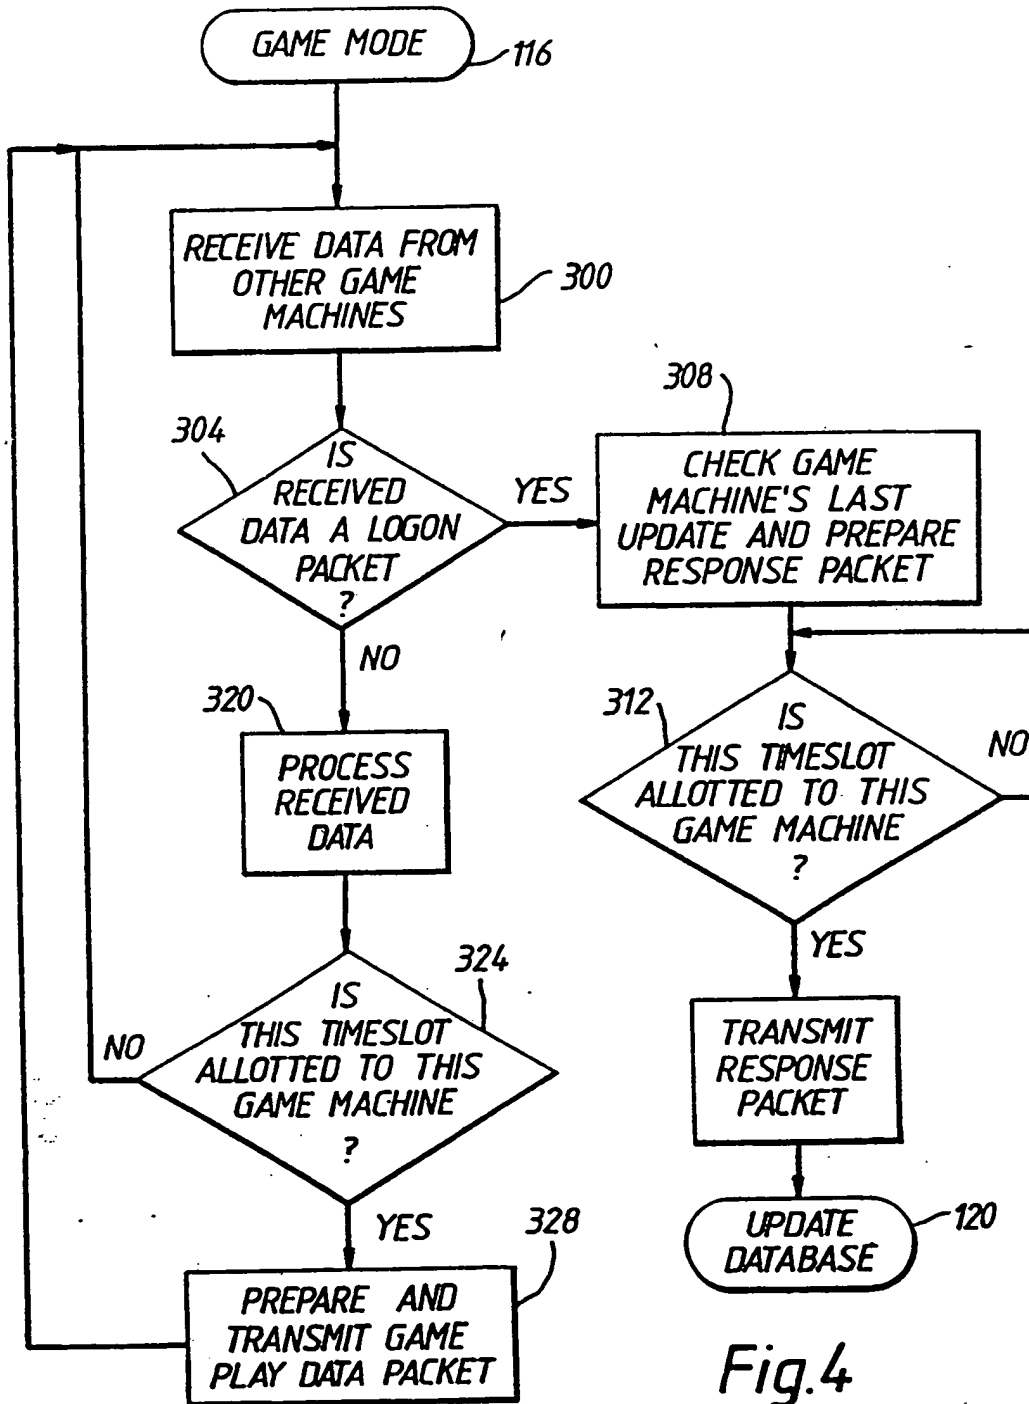 GAME MODE
116
RECEIVE DATA FROM
OTHER GAME
MACHINES
300
304
IS
RECEIVED
DATA A LOGON
PACKET
?
YES
308
CHECK GAME
MACHINE'S LAST
UPDATE AND PREPARE
RESPONSE PACKET
NO
320
PROCESS
RECEIVED
DATA
312
IS
THIS TIMESLOT
ALLOTTED TO THIS
GAME MACHINE
?
NO
YES
324
IS
THIS TIMESLOT
ALLOTTED TO THIS
GAME MACHINE
?
NO
YES
TRANSMIT
RESPONSE
PACKET
328
PREPARE AND
TRANSMIT GAME
PLAY DATA PACKET
UPDATE
DATABASE
120
Fig.4